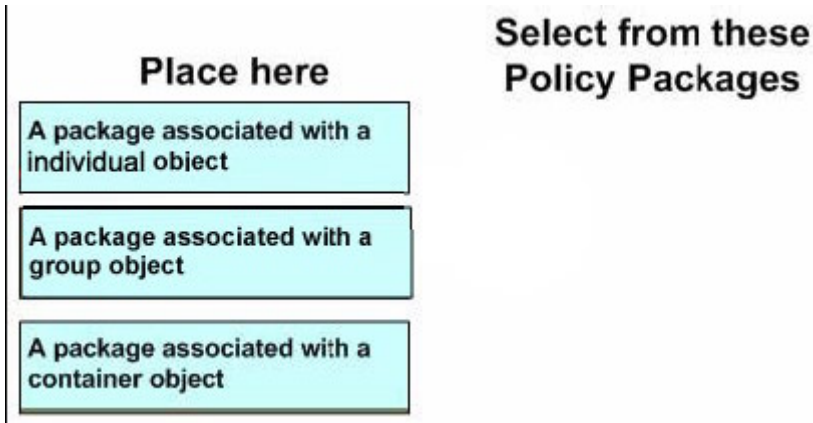 Place here
Select from these
Policy Packages
A package associated with a
individual object
A package associated with a
group object
A package associated with a
container object